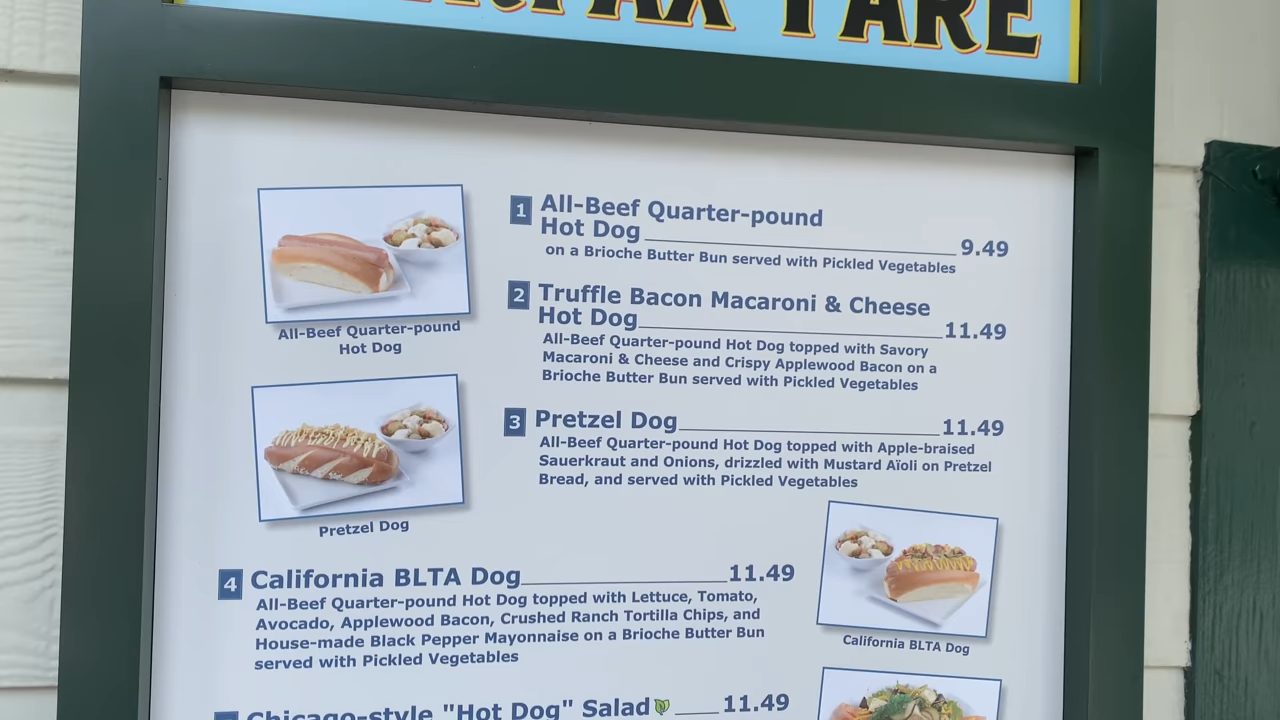 FARE
All-Beef Quarter-pound
Hot Dog
1 All-Beef Quarter-pound
Hot Dog 9.49
on a Brioche Butter Bun served with Pickled Vegetables
2 Truffle Bacon Macaroni & Cheese
Hot Dog 11.49
All-Beef Quarter-pound Hot Dog topped with Savory
Macaroni & Cheese and Crispy Applewood Bacon on a
Brioche Butter Bun served with Pickled Vegetables
3 Pretzel Dog 11.49
All-Beef Quarter-pound Hot Dog topped with Apple-braised
Sauerkraut and Onions, drizzled with Mustard Aïoli on Pretzel
Bread, and served with Pickled Vegetables
Pretzel Dog
4 California BLTA Dog 11.49
All-Beef Quarter-pound Hot Dog topped with Lettuce, Tomato,
Avocado, Applewood Bacon, Crushed Ranch Tortilla Chips, and
House-made Black Pepper Mayonnaise on a Brioche Butter Bun
served with Pickled Vegetables
California BLTA Dog
Chicago-style "Hot Dog" Salad 11.49